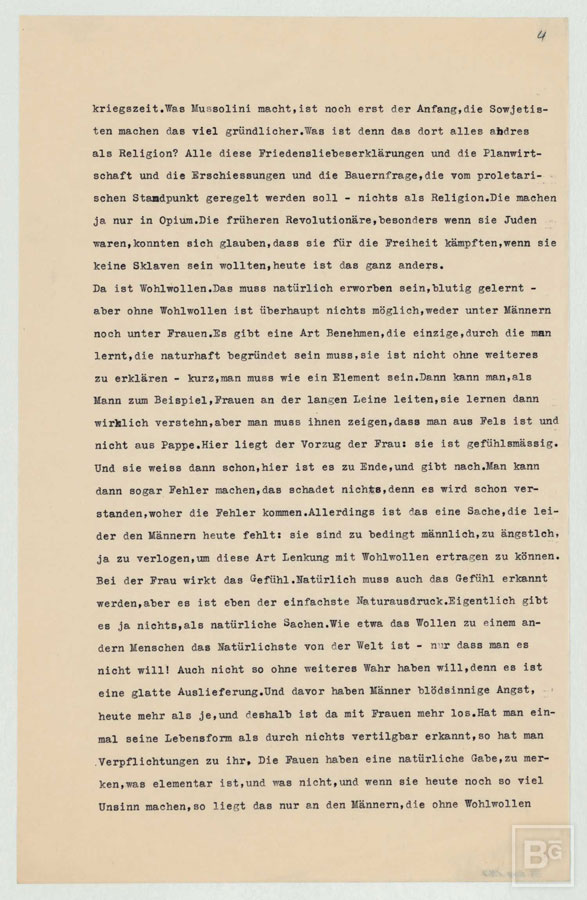 4
kriegszeit.Was Mussolini macht,ist noch erst der Anfang,die Sowjetis-
ten machen das viel gründlicher.Was ist denn das dort alles andres
als Religion? Alle diese Friedensliebeserklärungen und die Planwirt-
schaft und die Erschiessungen und die Bauernfrage,die vom proletari-
schen Standpunkt geregelt werden soll - nichts als Religion.Die machen
ja nur in Opium.Die früheren Revolutionäre,besonders wenn sie Juden
waren,konnten sich glauben,dass sie für die Freiheit kämpften,wenn sie
keine Sklaven sein wollten,heute ist das ganz anders.
Da ist Wohlwollen.Das muss natürlich erworben sein,blutig gelernt -
aber ohne Wohlwollen ist überhaupt nichts möglich,weder unter Männern
noch unter Frauen.Es gibt eine Art Benehmen,die einzige,durch die man
lernt,die naturhaft begründet sein muss,sie ist nicht ohne weiteres
zu erklären - kurz,man muss wie ein Element sein.Dann kann man,als
Mann zum Beispiel,Frauen an der langen Leine leiten,sie lernen dann
wirklich verstehn,aber man muss ihnen zeigen,dass man aus Fels ist und
nicht aus Pappe.Hier liegt der Vorzug der Frau: sie ist gefühlsmässig.
Und sie weiss dann schon,hier ist es zu Ende,und gibt nach.Man kann
dann sogar Fehler machen,das schadet nichts,denn es wird schon ver-
standen,woher die Fehler kommen.Allerdings ist das eine Sache,die lei-
der den Männern heute fehlt: sie sind zu bedingt männlich,zu ängstlch,
ja zu verlogen,um diese Art Lenkung mit Wohlwollen ertragen zu können.
Bei der Frau wirkt das Gefühl.Natürlich muss auch das Gefühl erkannt
werden,aber es ist eben der einfachste Naturausdruck.Eigentlich gibt
es ja nichts,als natürliche Sachen.Wie etwa das Wollen zu einem an-
dern Menschen das Natürlichste von der Welt ist - nur dass man es
nicht will! Auch nicht so ohne weiteres Wahr haben will,denn es ist
eine glatte Auslieferung.Und davor haben Männer blödsinnige Angst,
heute mehr als je,und deshalb ist da mit Frauen mehr los.Hat man ein-
mal seine Lebensform als durch nichts vertilgbar erkannt,so hat man
Verpflichtungen zu ihr. Die Fauen haben eine natürliche Gabe,zu mer-
ken,was elementar ist,und was nicht,und wenn sie heute noch so viel
Unsinn machen,so liegt das nur an den Männern,die ohne Wohlwollen
BG